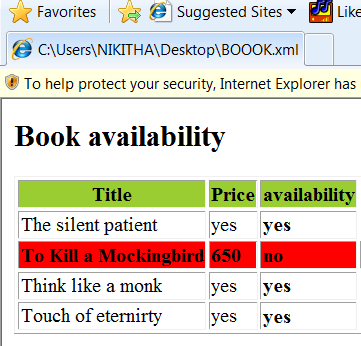 Favorites Suggested Sites Like
C:\Users\NIKITHA\Desktop\BOOOK.xml
To help protect your security, Internet Explorer has
Book availability
Title Price availability
The silent patient yes yes
To Kill a Mockingbird 650 no
Think like a monk yes yes
Touch of eternirty yes yes